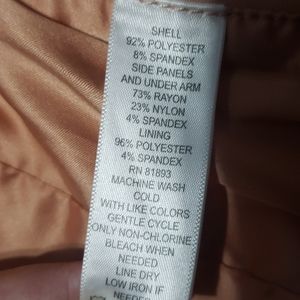 SHELL
92% POLYESTER
8% SPANDEX
SIDE PANELS
AND UNDER ARM
73% RAYON
23% NYLON
4% SPANDEX
LINING
96% POLYESTER
4% SPANDEX
RN 81893
MACHINE WASH
COLD
WITH LIKE COLORS
GENTLE CYCLE
ONLY NON-CHLORINE
BLEACH WHEN
NEEDED
LINE DRY
LOW IRON IF
NEEDED